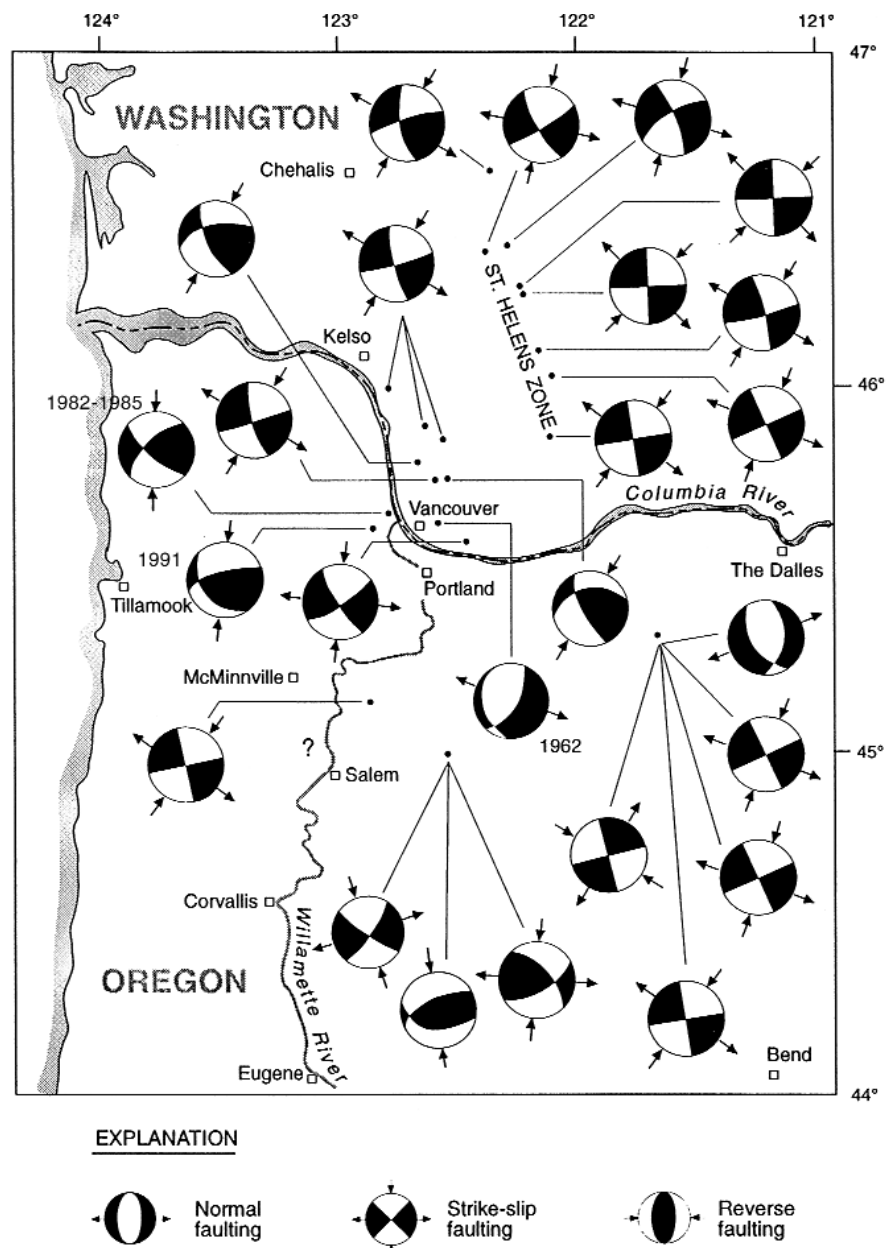 124°
123°
122°
121°
47°
WASHINGTON
Chehalis
ST. HELENS ZONE
Kelso
46°
1982-1985
Columbia River
Vancouver
1991
The Dalles
Tillamook
Portland
McMinnville
1962
45°
?
Salem
Corvallis
Willamette River
OREGON
Bend
Eugene
44°
EXPLANATION
Normal
faulting
Strike-slip
faulting
Reverse
faulting